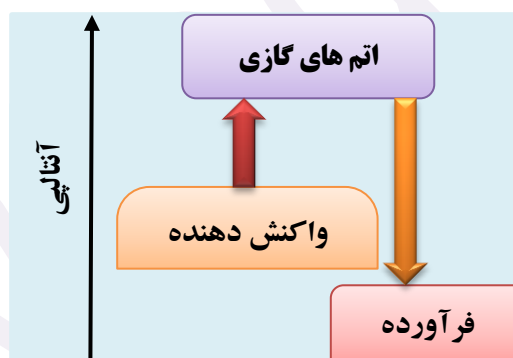 اتم های گازی
آنتالپی
واکنش دهنده
فرآورده